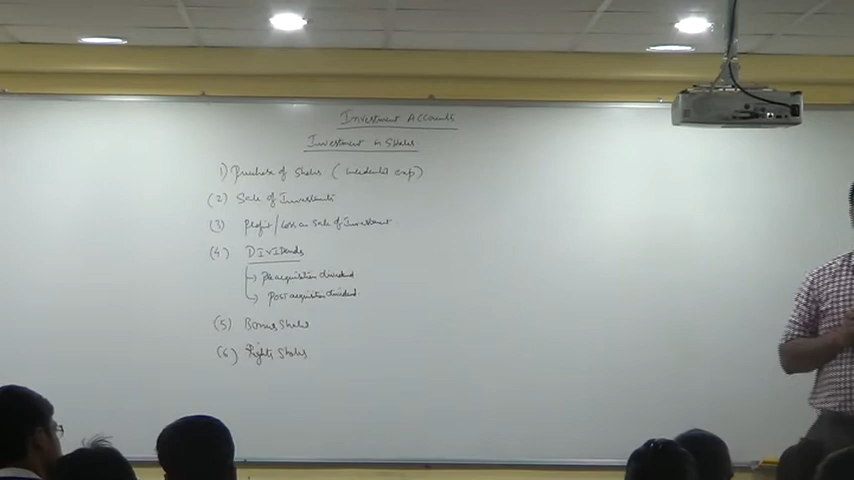 Investment Accounts
Investment in Shares
1) Purchase of Shares (incidental exp)
(2) Sale of Investments
(3) Profit/Loss on Sale of Investment
(4) Dividends
→ Pre acquisition dividend
→ Post acquisition dividend
(5) Bonus Shares
(6) Rights Shares